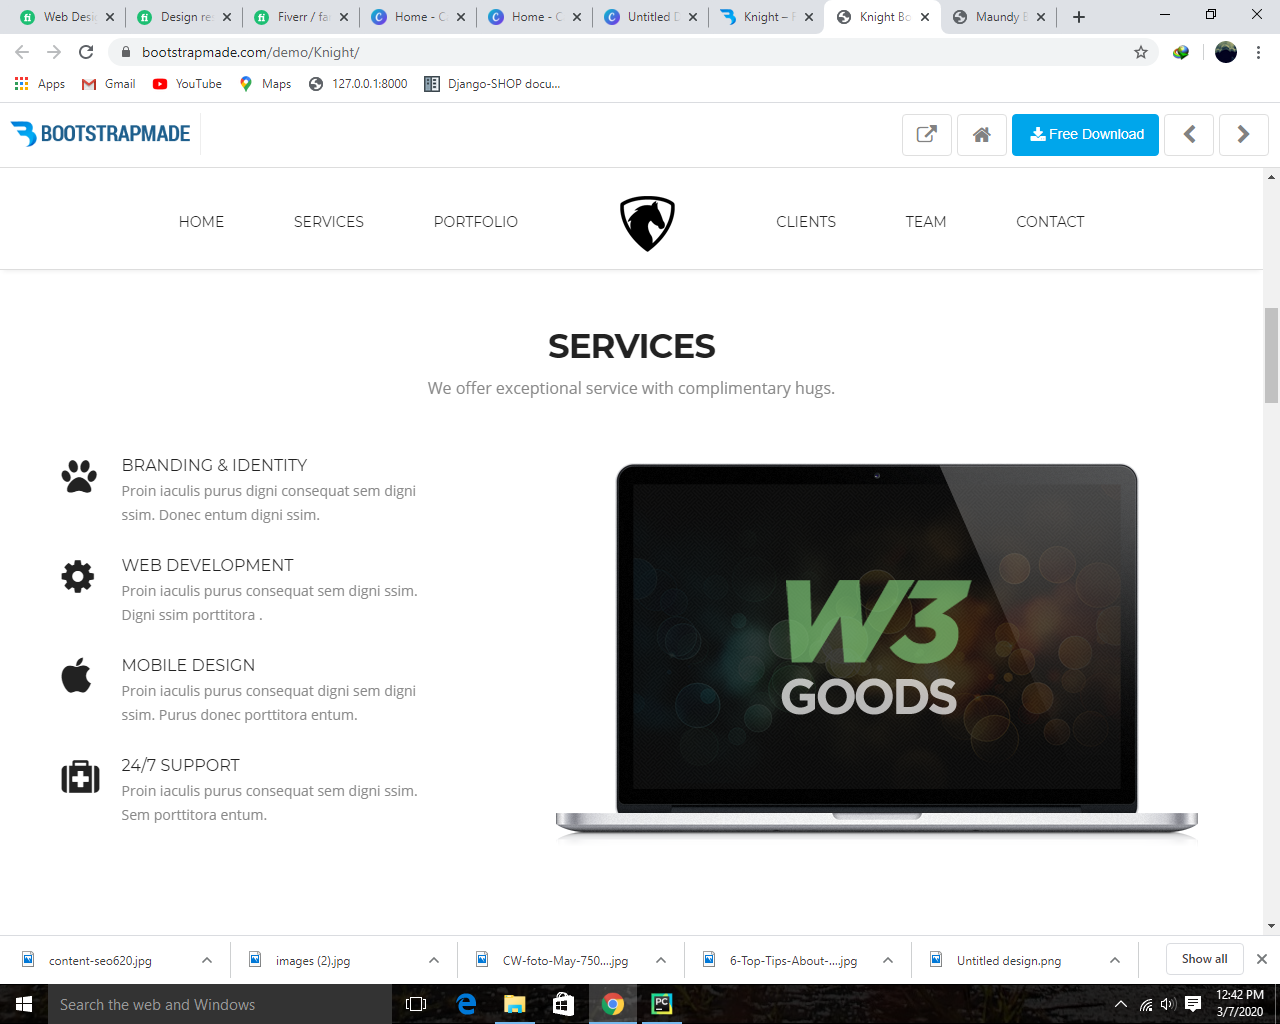 Web Desi
Design re
Fiverr / fa
Home - C
Home - C
Untitled D
Knight – F
Knight Bo
Maundy B
bootstrapmade.com/demo/Knight/
Apps
Gmail
YouTube
Maps
127.0.0.1:8000
Django-SHOP docu...
BOOTSTRAPMADE
Free Download
HOME
SERVICES
PORTFOLIO
CLIENTS
TEAM
CONTACT
SERVICES
We offer exceptional service with complimentary hugs.
BRANDING & IDENTITY
Proin iaculis purus digni consequat sem digni
ssim. Donec entum digni ssim.
WEB DEVELOPMENT
Proin iaculis purus consequat sem digni ssim.
Digni ssim porttitora .
MOBILE DESIGN
Proin iaculis purus consequat digni sem digni
ssim. Purus donec porttitora entum.
24/7 SUPPORT
Proin iaculis purus consequat sem digni ssim.
Sem porttitora entum.
W3
GOODS
content-seo620.jpg
images (2).jpg
CW-foto-May-750....jpg
6-Top-Tips-About-....jpg
Untitled design.png
Show all
Search the web and Windows
PC
12:42 PM
3/7/2020